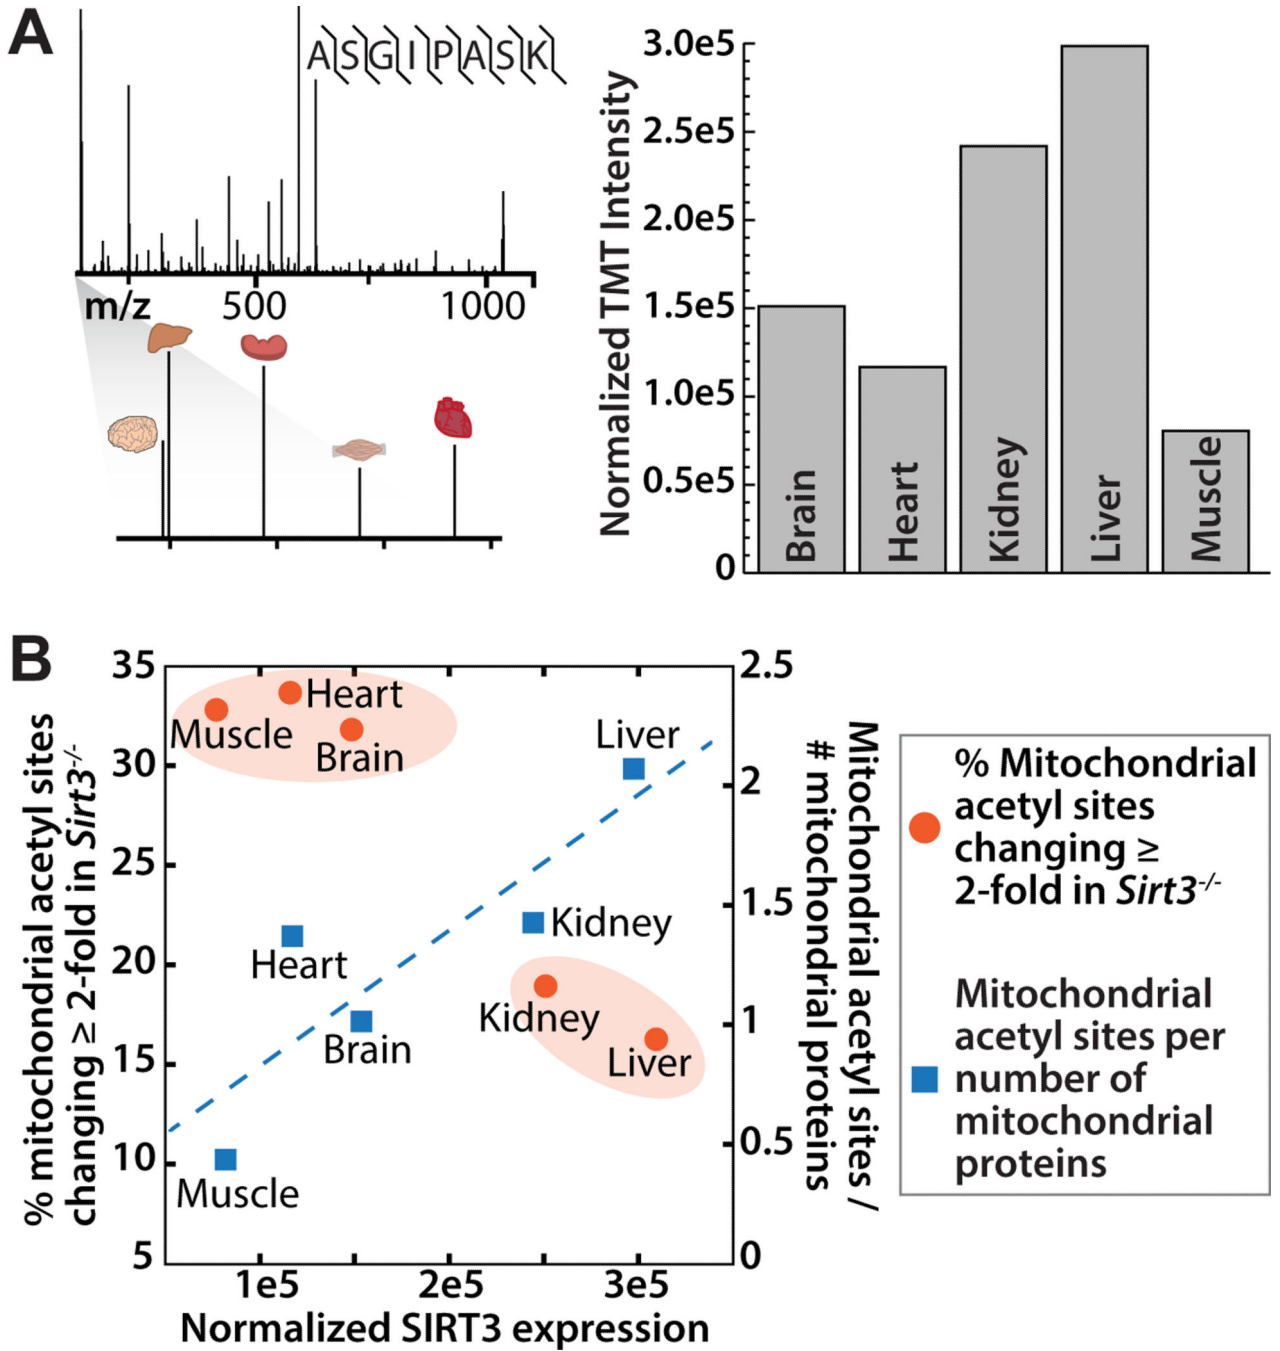 A
ASGIPASK
m/z
500
1000
Normalized TMT Intensity
3.0e5
2.5e5
2.0e5
1.5e5
1.0e5
0.5e5
0
Brain
Heart
Kidney
Liver
Muscle
B
% mitochondrial acetyl sites
changing ≥ 2-fold in Sirt3-/-
35
30
25
20
15
10
5
Heart
Muscle
Brain
Liver
Kidney
Heart
Kidney
Brain
Liver
Muscle
2.5
2
1.5
1
0.5
0
Mitochondrial acetyl sites /
# mitochondrial proteins
1e5
2e5
3e5
Normalized SIRT3 expression
% Mitochondrial
acetyl sites
changing ≥
2-fold in Sirt3-/-
Mitochondrial
acetyl sites per
number of
mitochondrial
proteins